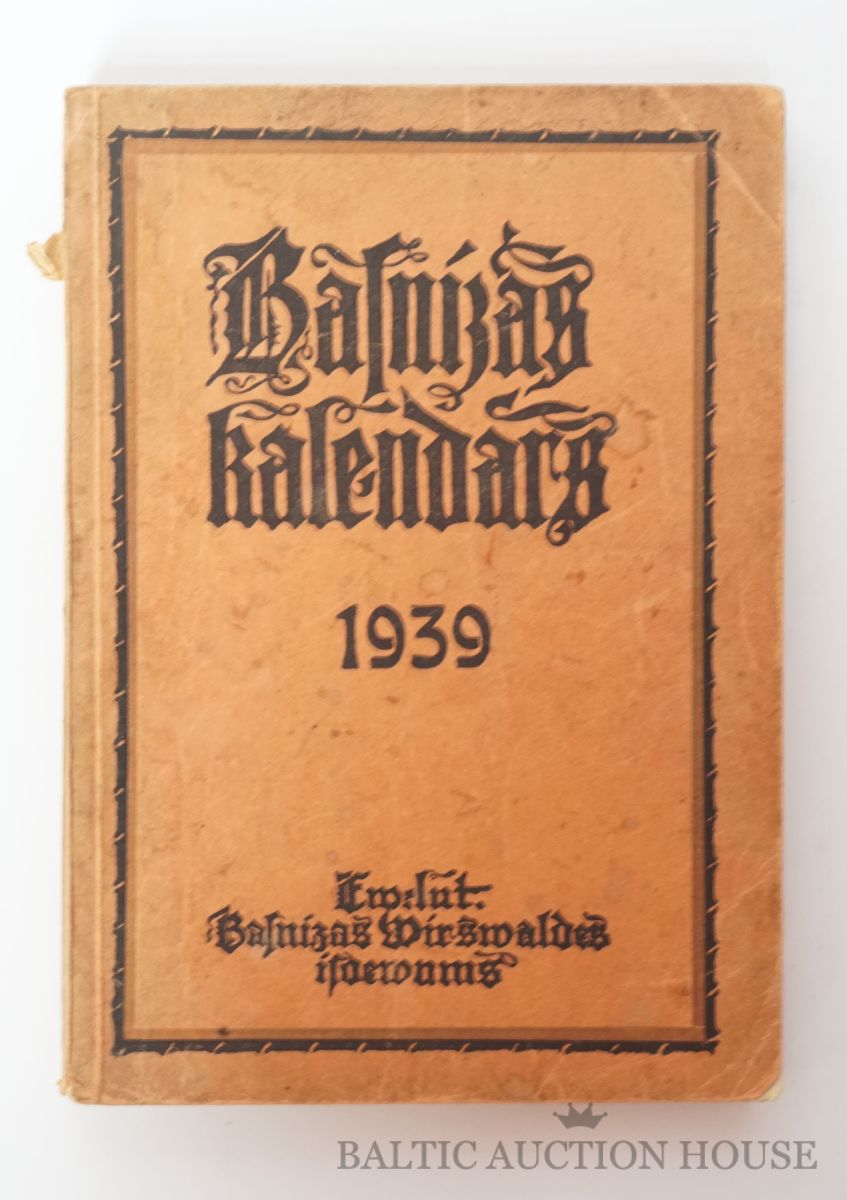 Baſnizas
kalendars
1939
Ew.-lut.
Baſnizas Wirswaldes
iſdewums
BALTIC AUCTION HOUSE